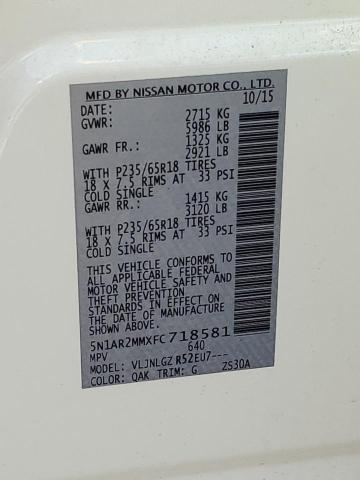 MFD BY NISSAN MOTOR CO., LTD.
DATE: 10/15
GVWR: 2715 KG
5986 LB
GAWR FR.: 1325 KG
2921 LB
WITH P235/65R18 TIRES
18 X 7.5 RIMS AT 33 PSI
COLD SINGLE
GAWR RR.: 1415 KG
3120 LB
WITH P235/65R18 TIRES
18 X 7.5 RIMS AT 33 PSI
COLD SINGLE
THIS VEHICLE CONFORMS TO
ALL APPLICABLE FEDERAL
MOTOR VEHICLE SAFETY AND
THEFT PREVENTION
STANDARDS IN EFFECT ON
THE DATE OF MANUFACTURE
5N1AR2MMXFC718581
MPV 640
MODEL: VLJNLGZ R52EU7---
COLOR: QAK TRIM: G ZS30A